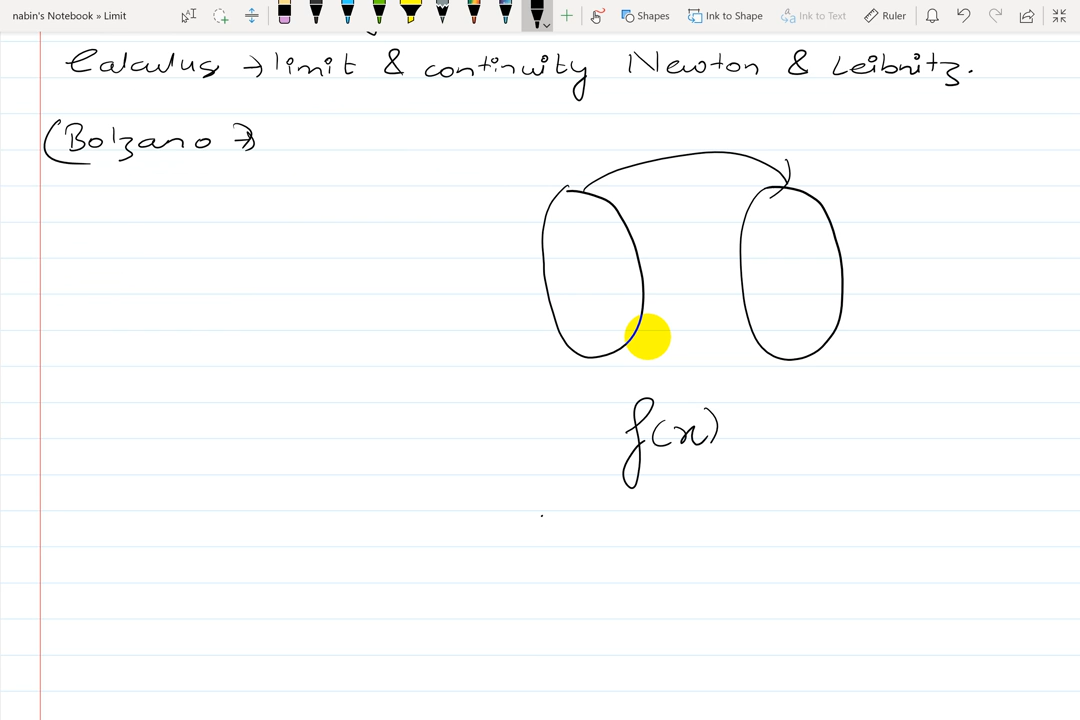 nabin's Notebook » Limit Shapes Ink to Shape Ink to Text Ruler
Calculus → limit & continuity Newton & Leibnitz.
(Bolzano →
f(x)